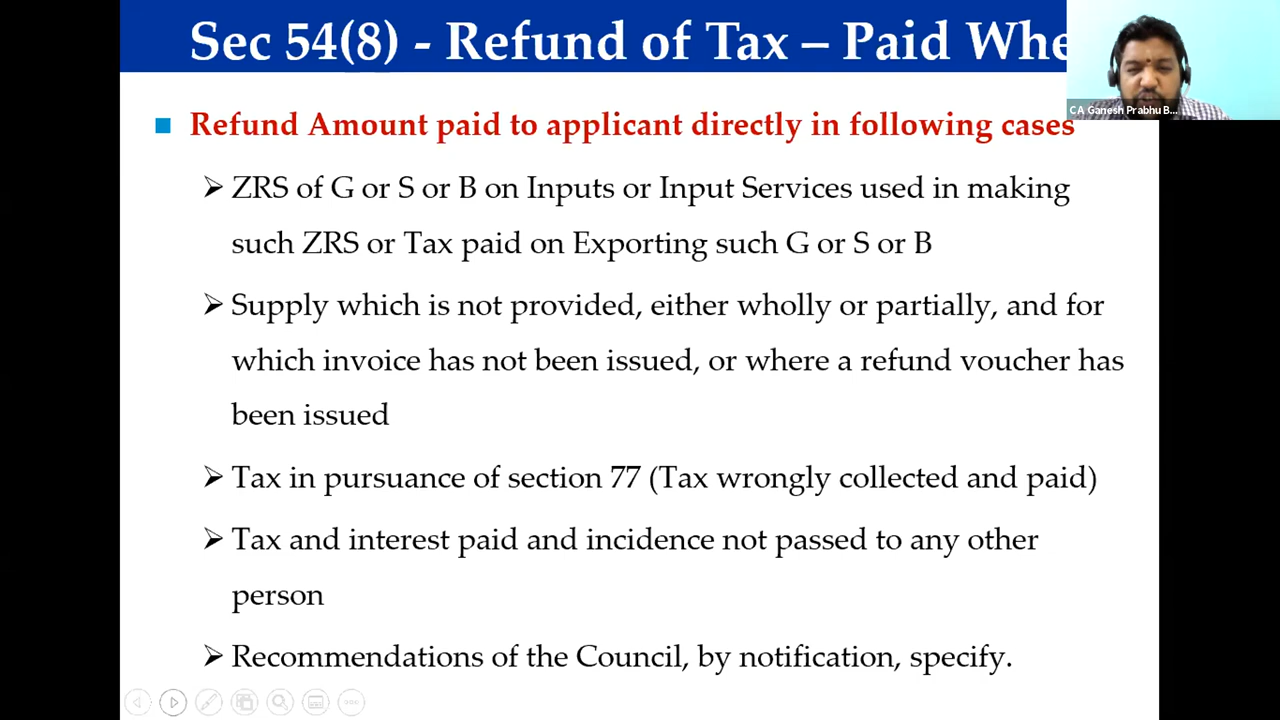 Sec 54(8) - Refund of Tax – Paid Whe
CA Ganesh Prabhu B...
Refund Amount paid to applicant directly in following cases
ZRS of G or S or B on Inputs or Input Services used in making
such ZRS or Tax paid on Exporting such G or S or B
Supply which is not provided, either wholly or partially, and for
which invoice has not been issued, or where a refund voucher has
been issued
Tax in pursuance of section 77 (Tax wrongly collected and paid)
Tax and interest paid and incidence not passed to any other
person
Recommendations of the Council, by notification, specify.